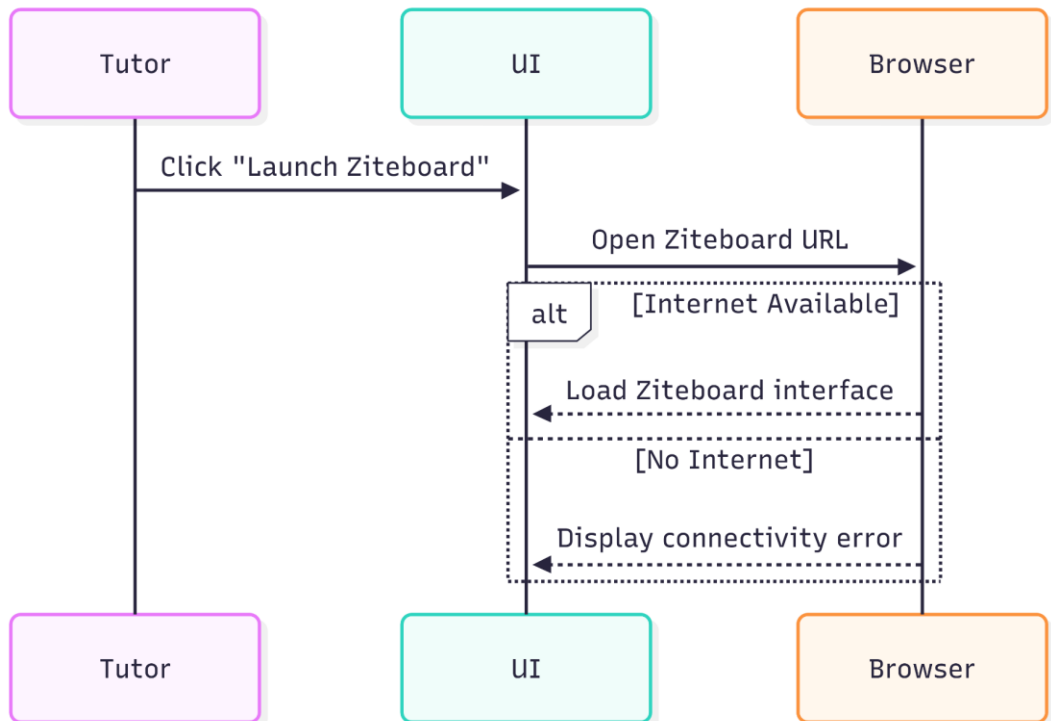 Tutor
UI
Browser
Click "Launch Ziteboard"
Open Ziteboard URL
alt
[Internet Available]
Load Ziteboard interface
[No Internet]
Display connectivity error
Tutor
UI
Browser